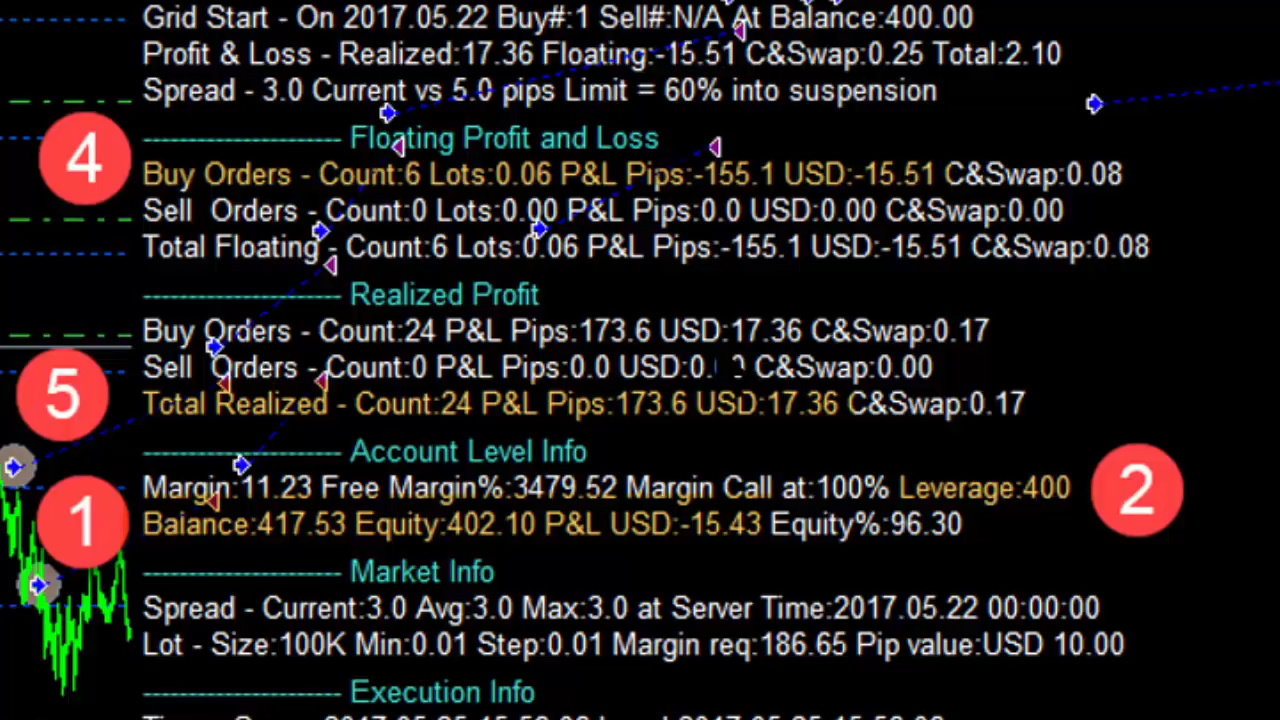 Grid Start - On 2017.05.22 Buy#:1 Sell#:N/A At Balance:400.00
Profit & Loss - Realized:17.36 Floating:-15.51 C&Swap:0.25 Total:2.10
Spread - 3.0 Current vs 5.0 pips Limit = 60% into suspension
4
Floating Profit and Loss
Buy Orders - Count:6 Lots:0.06 P&L Pips:-155.1 USD:-15.51 C&Swap:0.08
Sell Orders - Count:0 Lots:0.00 P&L Pips:0.0 USD:0.00 C&Swap:0.00
Total Floating - Count:6 Lots:0.06 P&L Pips:-155.1 USD:-15.51 C&Swap:0.08
Realized Profit
Buy Orders - Count:24 P&L Pips:173.6 USD:17.36 C&Swap:0.17
Sell Orders - Count:0 P&L Pips:0.0 C&Swap:0.00
5
Total Realized - Count:24 P&L Pips:173.6 USD:17.36 C&Swap:0.17
Account Level Info
Margin:11.23 Free Margin%:3479.52 Margin Call at:100% Leverage:400
2
1
Balance:417.53 Equity:402.10 P&L USD:-15.43 Equity%:96.30
Market Info
Spread - Current:3.0 Avg:3.0 Max:3.0 at Server Time:2017.05.22 00:00:00
Lot - Size:100K Min:0.01 Step:0.01 Margin req:186.65 Pip value:USD 10.00
Execution Info